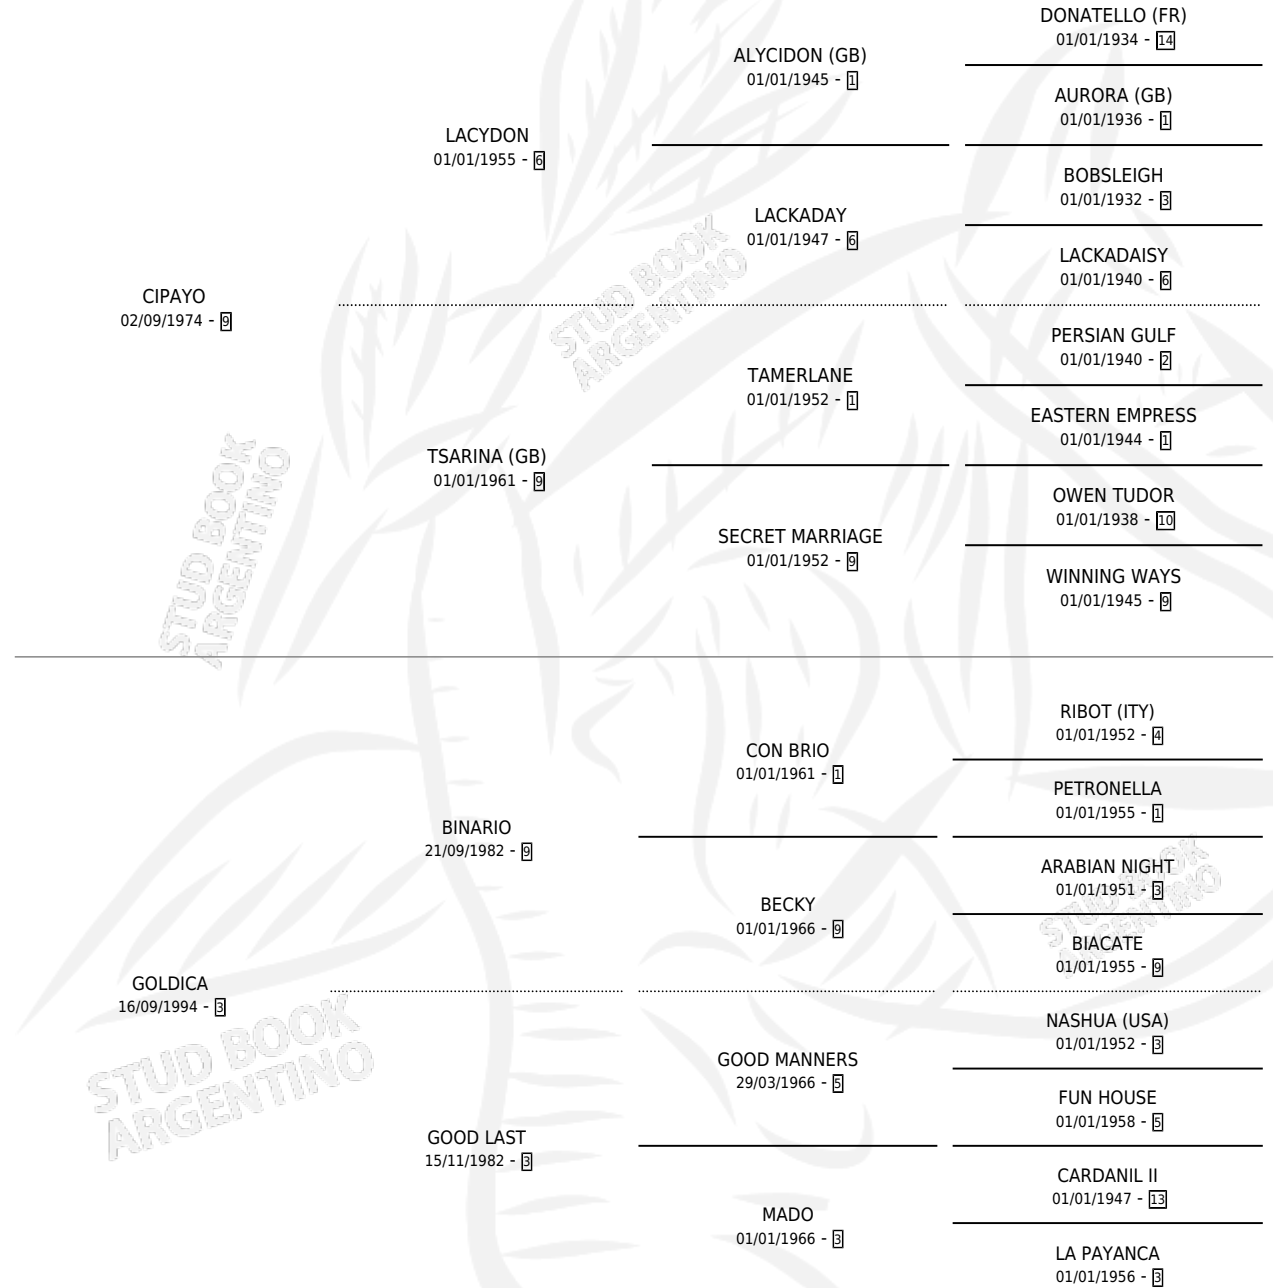 DONATELLO (FR)
01/01/1934 - 14
ALYCIDON (GB)
01/01/1945 - 1
AURORA (GB)
01/01/1936 - 1
LACYDON
01/01/1955 - 6
BOBSLEIGH
01/01/1932 - 3
LACKADAY
01/01/1947 - 6
LACKADAISY
01/01/1940 - 6
CIPAYO
02/09/1974 - 9
STUD BOOK
ARGENTINO
PERSIAN GULF
01/01/1940 - 2
TAMERLANE
01/01/1952 - 1
EASTERN EMPRESS
01/01/1944 - 1
TSARINA (GB)
01/01/1961 - 9
OWEN TUDOR
01/01/1938 - 10
SECRET MARRIAGE
01/01/1952 - 9
WINNING WAYS
01/01/1945 - 9
STUD BOOK
ARGENTINO
RIBOT (ITY)
01/01/1952 - 4
CON BRIO
01/01/1961 - 1
PETRONELLA
01/01/1955 - 1
BINARIO
21/09/1982 - 9
ARABIAN NIGHT
01/01/1951 - 3
BECKY
01/01/1966 - 9
STUD BOOK
ARGENTINO
BIACATE
01/01/1955 - 9
GOLDICA
16/09/1994 - 3
NASHUA (USA)
01/01/1952 - 3
GOOD MANNERS
29/03/1966 - 5
STUD BOOK
ARGENTINO
FUN HOUSE
01/01/1958 - 5
GOOD LAST
15/11/1982 - 3
CARDANIL II
01/01/1947 - 13
MADO
01/01/1966 - 3
LA PAYANCA
01/01/1956 - 3